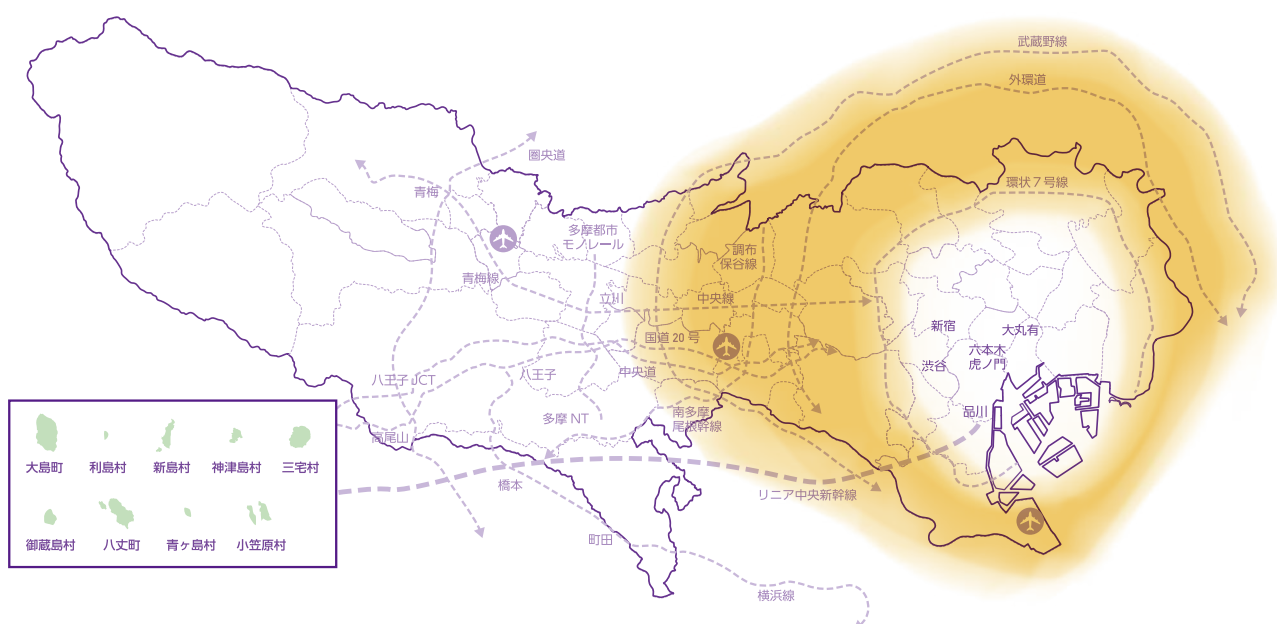 武蔵野線
外環道
圏央道
環状７号線
青梅
多摩都市
モノレール
調布
保谷線
青梅線
立川
中央線
新宿
大丸有
国道 20 号
六本木
虎ノ門
渋谷
八王子 JCT
八王子
中央道
品川
多摩 NT
南多摩
尾根幹線
高尾山
橋本
リニア中央新幹線
町田
横浜線
大島町
利島村
新島村
神津島村
三宅村
御蔵島村
八丈町
青ヶ島村
小笠原村